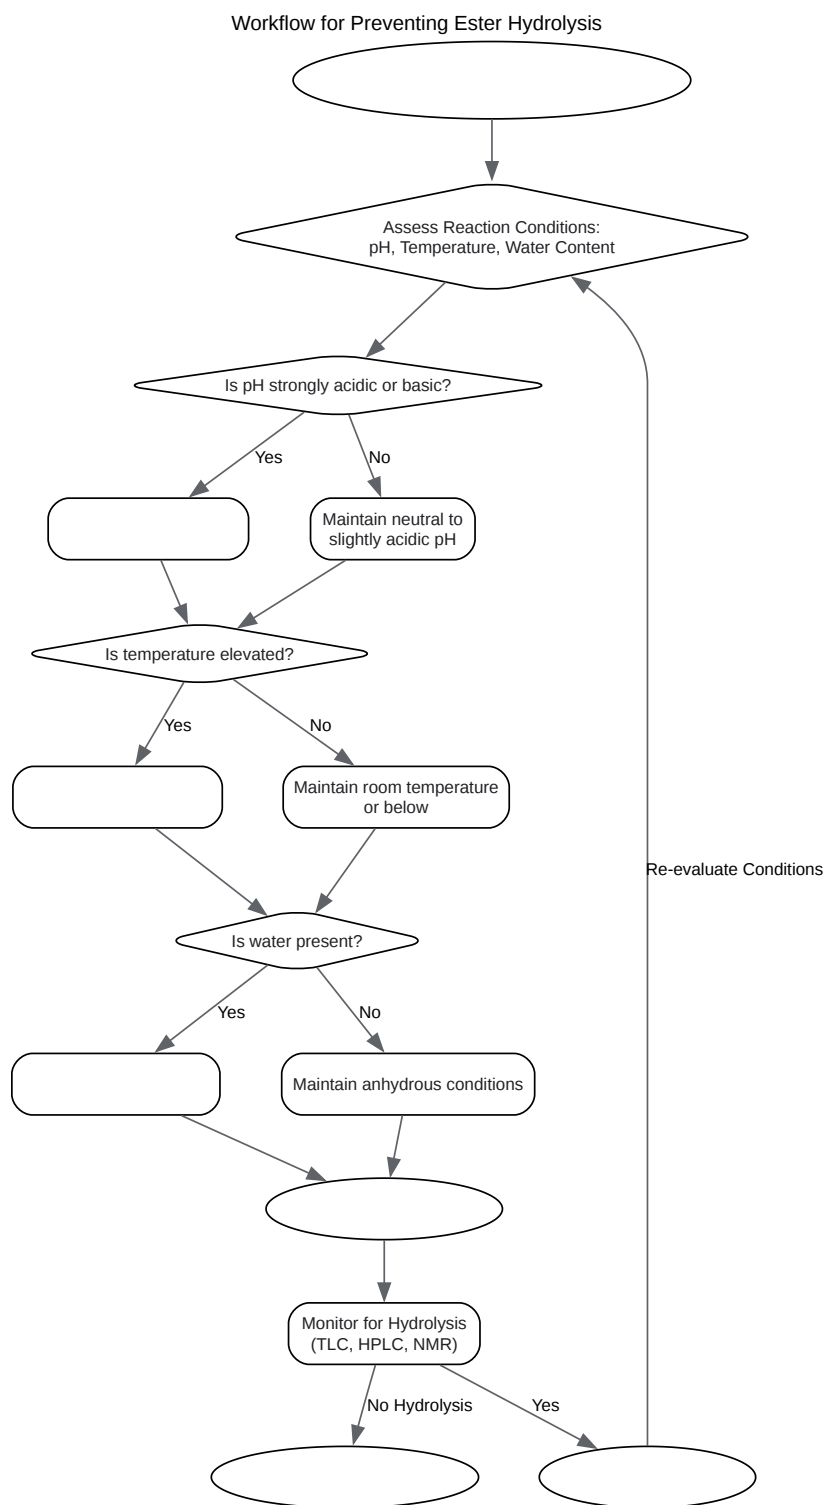 Workflow for Preventing Ester Hydrolysis
Assess Reaction Conditions:
pH, Temperature, Water Content
Is pH strongly acidic or basic?
Yes
No
Maintain neutral to
slightly acidic pH
Is temperature elevated?
Yes
No
Maintain room temperature
or below
Re-evaluate Conditions
Is water present?
Yes
No
Maintain anhydrous conditions
Monitor for Hydrolysis
(TLC, HPLC, NMR)
No Hydrolysis
Yes